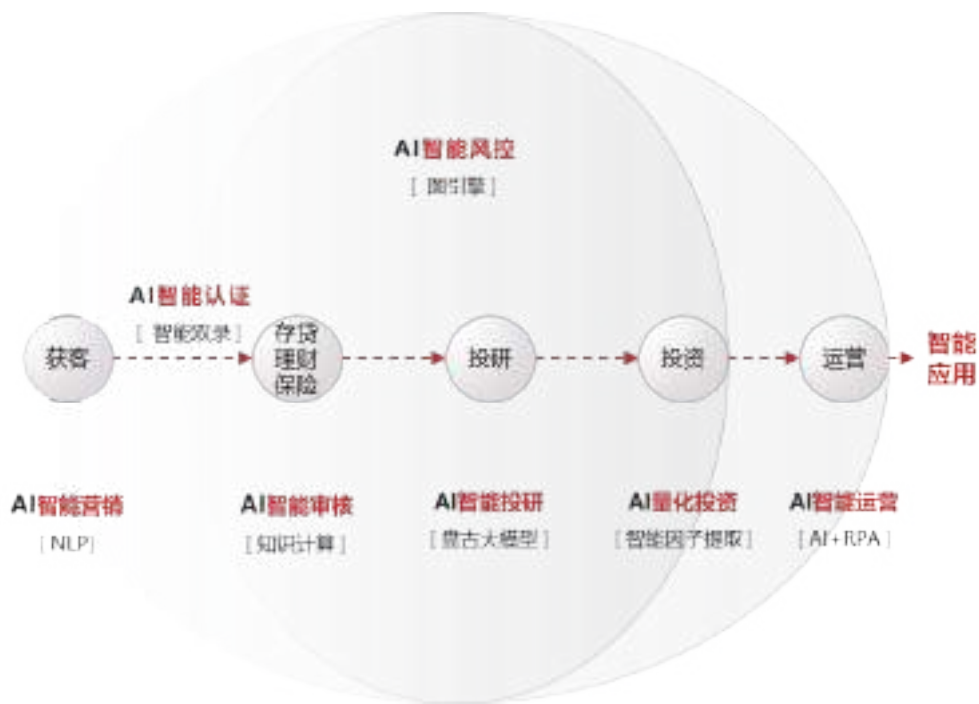 AI智能风控
[ 图引擎 ]
AI智能认证
[ 智能双录 ]
获客
存贷
理财
保险
投研
投资
运营
智能
应用
AI智能营销
[ NLP]
AI智能审核
[ 知识计算 ]
AI智能投研
[ 盘古大模型 ]
AI量化投资
[ 智能因子提取 ]
AI智能运营
[ AI+RPA ]